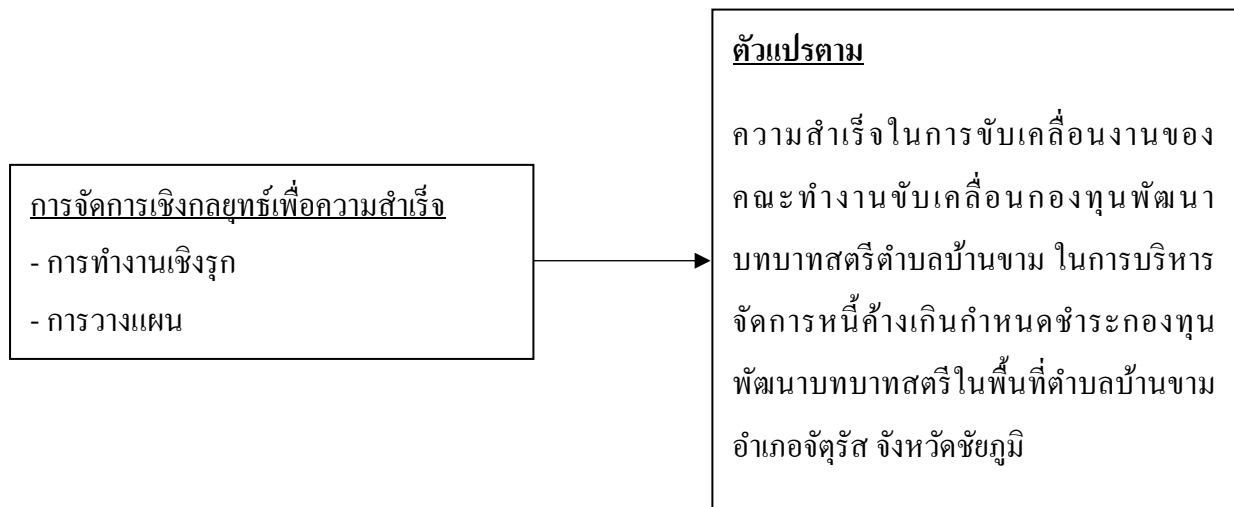 การจัดการเชิงกลยุทธ์เพื่อความสำเร็จ
- การทำงานเชิงรุก
- การวางแผน
ตัวแปรตาม
ความสำเร็จในการขับเคลื่อนงานของ
คณะทำงานขับเคลื่อนกองทุนพัฒนา
บทบาทสตรีตำบลบ้านขาม ในการบริหาร
จัดการหนี้ค้างเกินกำหนดชำระกองทุน
พัฒนาบทบาทสตรีในพื้นที่ตำบลบ้านขาม
อำเภอจัตุรัส จังหวัดชัยภูมิ